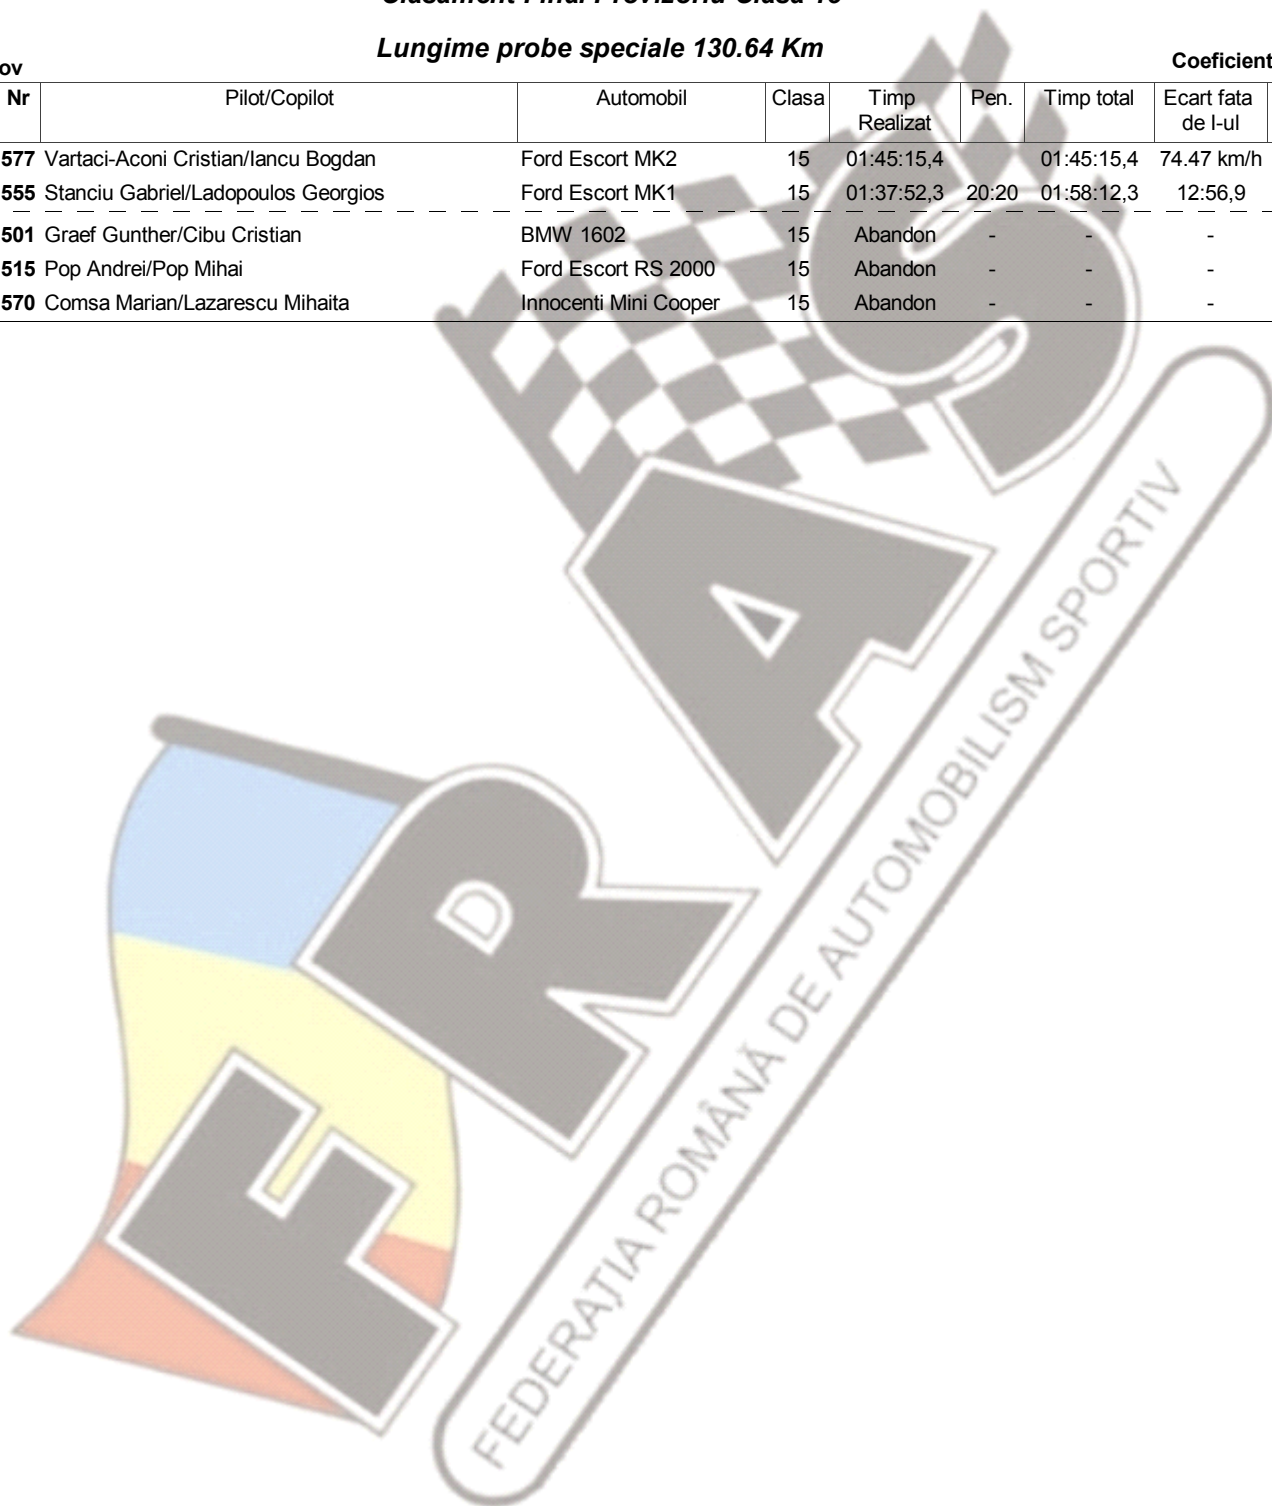 Lungime probe speciale 130.64 Km
ov
Coeficient
Nr Pilot/Copilot Automobil Clasa Timp Realizat Pen. Timp total Ecart fata de l-ul
577 Vartaci-Aconi Cristian/Iancu Bogdan Ford Escort MK2 15 01:45:15,4 01:45:15,4 74.47 km/h
555 Stanciu Gabriel/Ladopoulos Georgios Ford Escort MK1 15 01:37:52,3 20:20 01:58:12,3 12:56,9
501 Graef Gunther/Cibu Cristian BMW 1602 15 Abandon - - -
515 Pop Andrei/Pop Mihai Ford Escort RS 2000 15 Abandon - - -
570 Comsa Marian/Lazarescu Mihaita Innocenti Mini Cooper 15 Abandon - - -
FRAS
FEDERAŢIA ROMÂNĂ DE AUTOMOBILISM SPORTIV